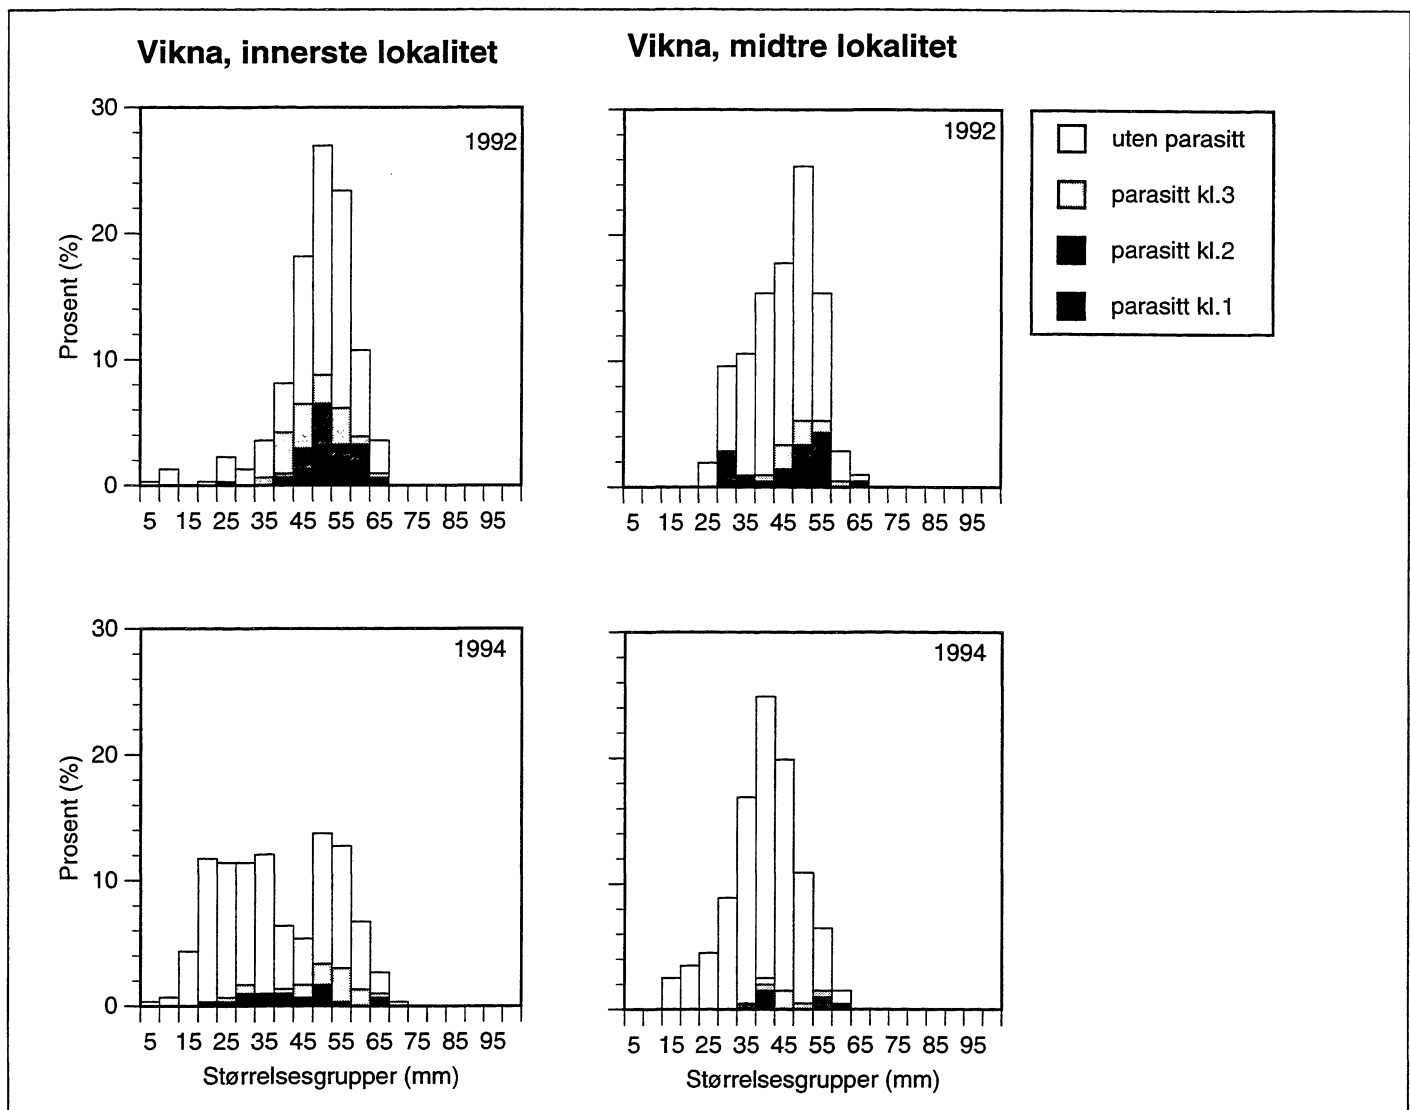 Vikna, innerste lokalitet
Vikna, midtre lokalitet
30
20
10
0
Prosent (%)
1992
5 15 25 35 45 55 65 75 85 95
1992
5 15 25 35 45 55 65 75 85 95
uten parasitt
parasitt kl.3
parasitt kl.2
parasitt kl.1
30
20
10
0
Prosent (%)
1994
5 15 25 35 45 55 65 75 85 95
Størrelsesgrupper (mm)
1994
5 15 25 35 45 55 65 75 85 95
Størrelsesgrupper (mm)